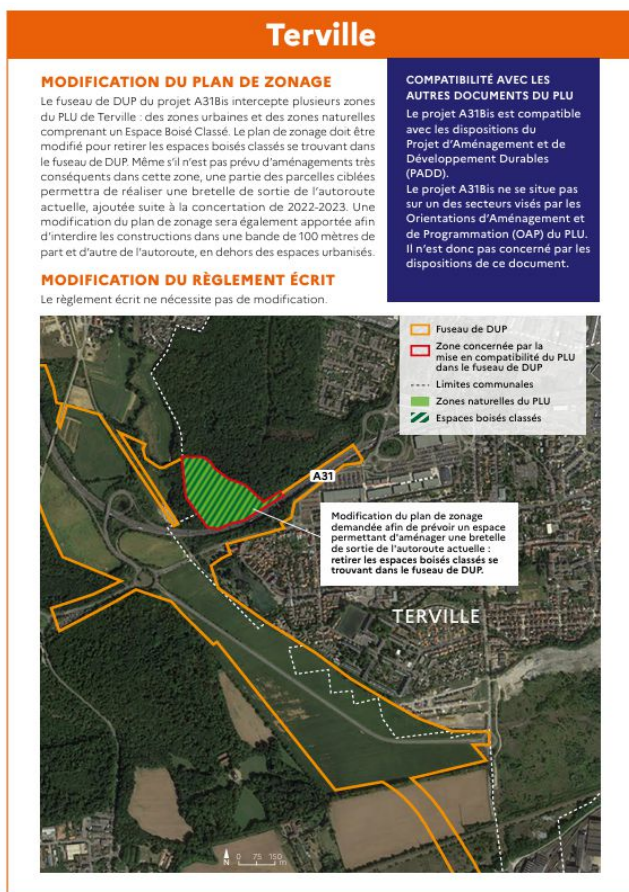 Terville
MODIFICATION DU PLAN DE ZONAGE
Le fuseau de DUP du projet A31Bis intercepte plusieurs zones
du PLU de Terville : des zones urbaines et des zones naturelles
comprenant un Espace Boisé Classé. Le plan de zonage doit être
modifié pour retirer les espaces boisés classés se trouvant dans
le fuseau de DUP. Même s'il n'est pas prévu d'aménagements très
conséquents dans cette zone, une partie des parcelles ciblées
permettra de réaliser une bretelle de sortie de l'autoroute
actuelle, ajoutée suite à la concertation de 2022-2023. Une
modification du plan de zonage sera également apportée afin
d'interdire les constructions dans une bande de 100 mètres de
part et d'autre de l'autoroute, en dehors des espaces urbanisés.
MODIFICATION DU RÈGLEMENT ÉCRIT
Le règlement écrit ne nécessite pas de modification.
COMPATIBILITÉ AVEC LES
AUTRES DOCUMENTS DU PLU
Le projet A31Bis est compatible
avec les dispositions du
Projet d'Aménagement et de
Développement Durables
(PADD).
Le projet A31Bis ne se situe pas
sur un des secteurs visés par les
Orientations d'Aménagement et
de Programmation (OAP) du PLU.
Il n'est donc pas concerné par les
dispositions de ce document.
Fuseau de DUP
Zone concernée par la
mise en compatibilité du PLU
dans le fuseau de DUP
Limites communales
Zones naturelles du PLU
Espaces boisés classés
A31
Modification du plan de zonage
demandée afin de prévoir un espace
permettant d'aménager une bretelle
de sortie de l'autoroute actuelle :
retirer les espaces boisés classés se
trouvant dans le fuseau de DUP.
TERVILLE
0 75 150
m